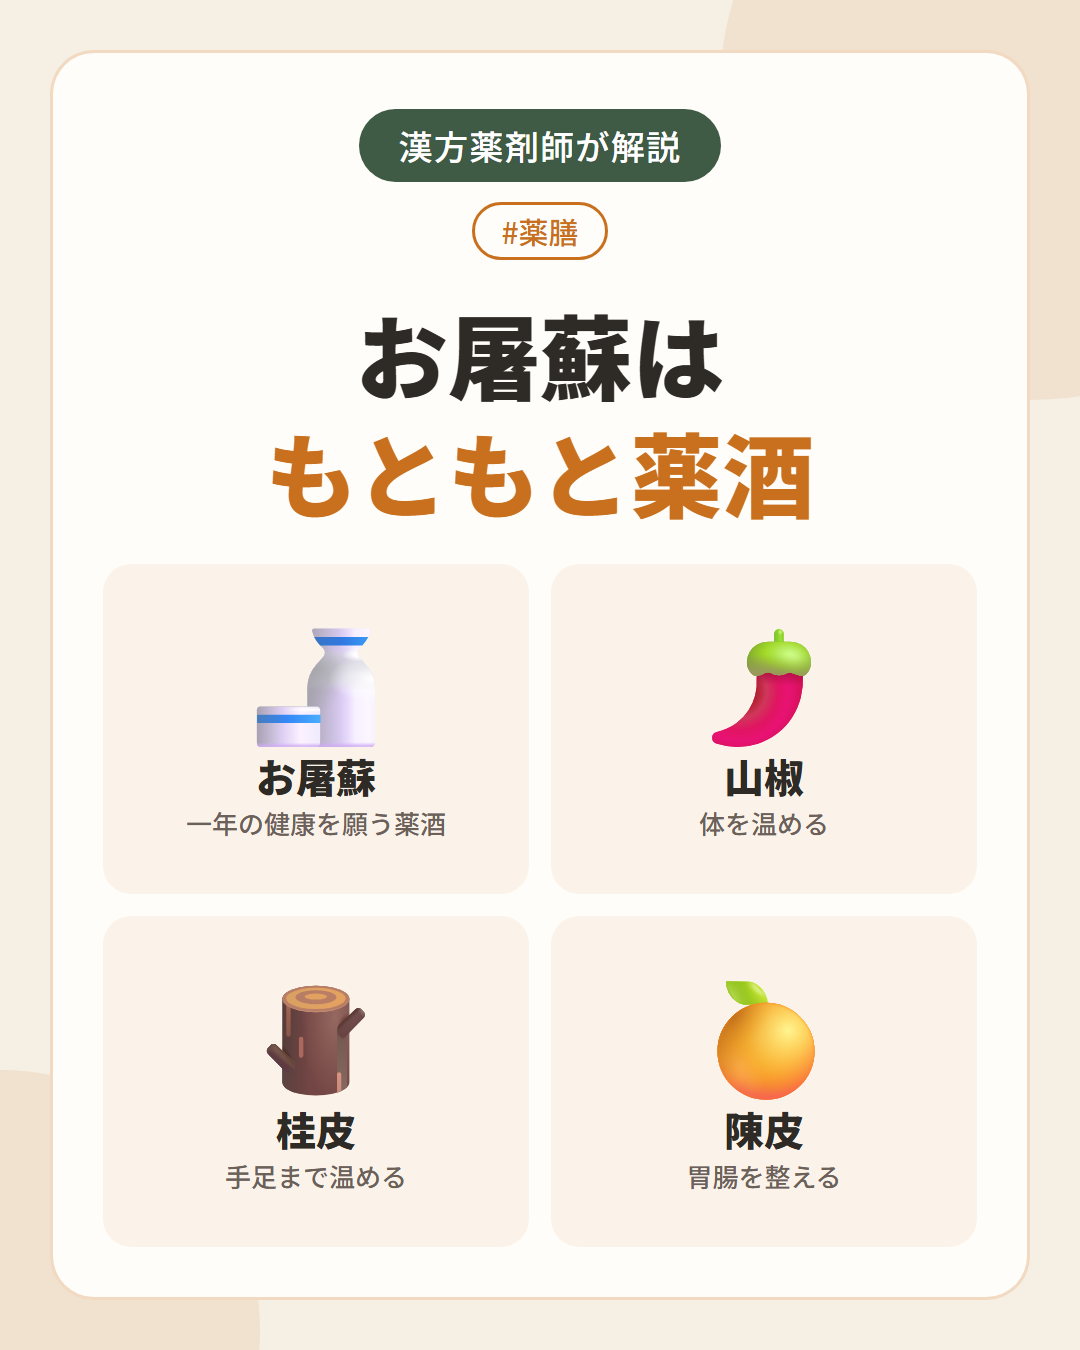 漢方薬剤師が解説
#薬膳
お屠蘇は
もともと薬酒
お屠蘇
一年の健康を願う薬酒
山椒
体を温める
桂皮
手足まで温める
陳皮
胃腸を整える